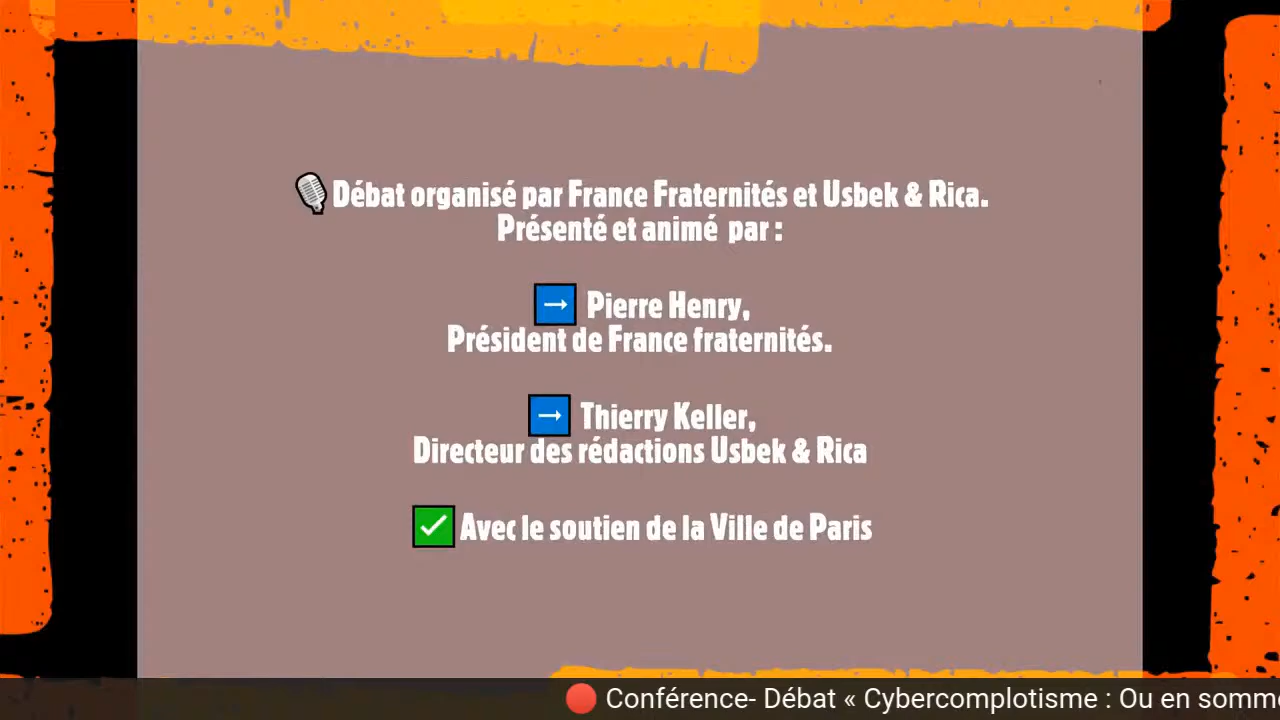 🎙Débat organisé par France Fraternités et Usbek & Rica.
Présenté et animé par :
➡ Pierre Henry,
Président de France fraternités.
➡ Thierry Keller,
Directeur des rédactions Usbek & Rica
✅ Avec le soutien de la Ville de Paris
🔴 Conférence- Débat « Cybercomplotisme : Ou en